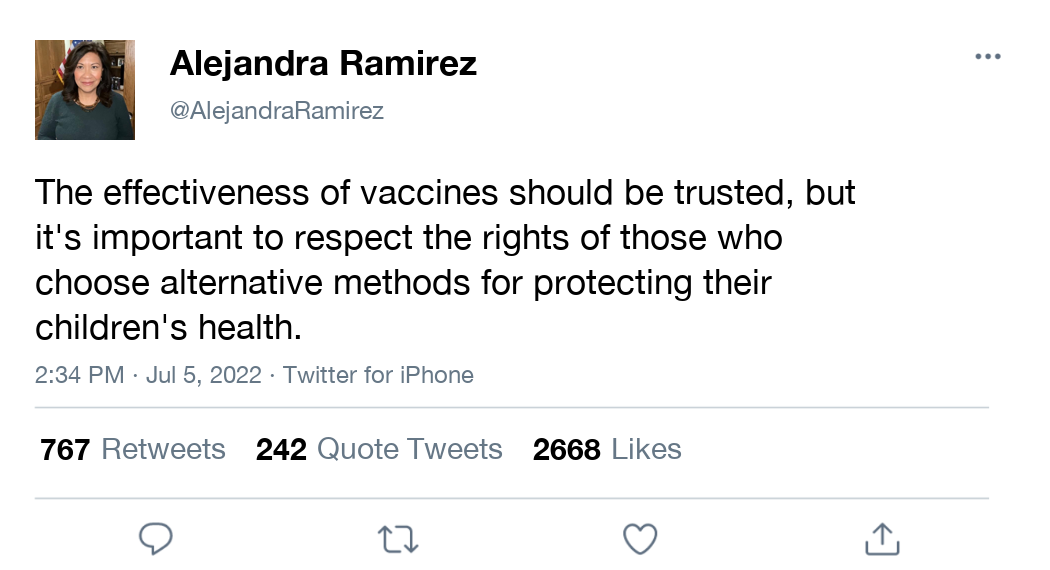 Alejandra Ramirez
@AlejandraRamirez
The effectiveness of vaccines should be trusted, but
it's important to respect the rights of those who
choose alternative methods for protecting their
children's health.
2:34 PM · Jul 5, 2022 · Twitter for iPhone
767 Retweets 242 Quote Tweets 2668 Likes